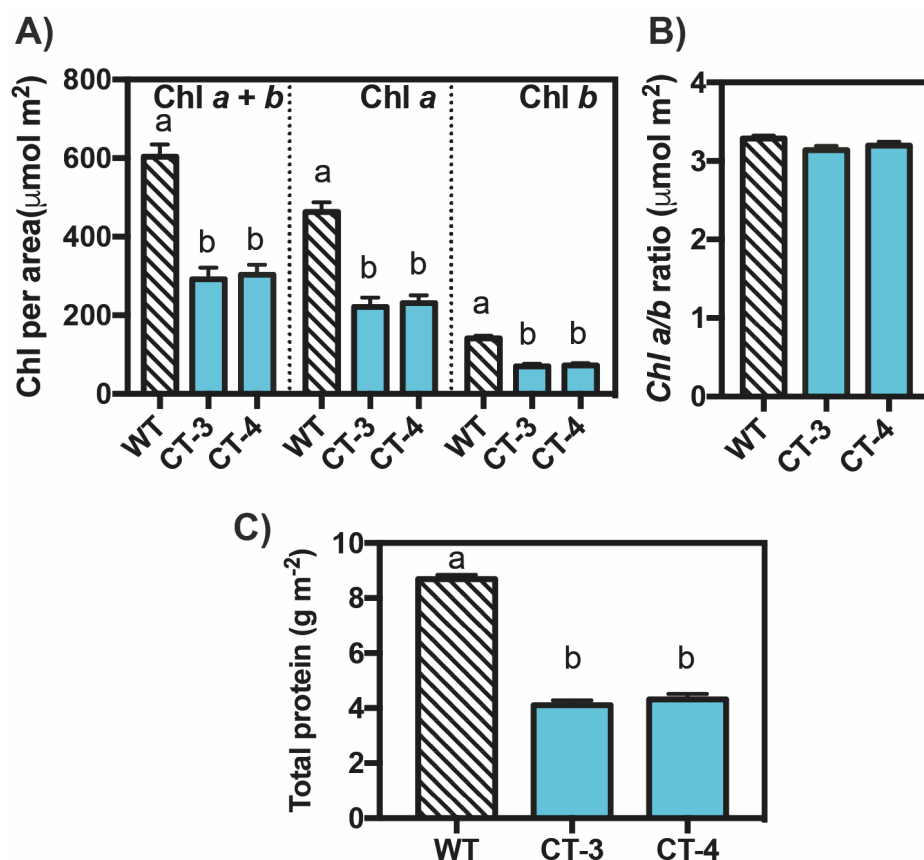 A)
Chl per area(μmol m²)
800
600
400
200
0
Chl a + b
Chl a
Chl b
a
b
b
a
b
b
a
b
b
WT
CT-3
CT-4
WT
CT-3
CT-4
WT
CT-3
CT-4
B)
Chl a/b ratio (μmol m²)
4
3
2
1
0
WT
CT-3
CT-4
C)
Total protein (g m⁻²)
10
8
6
4
2
0
a
b
b
WT
CT-3
CT-4